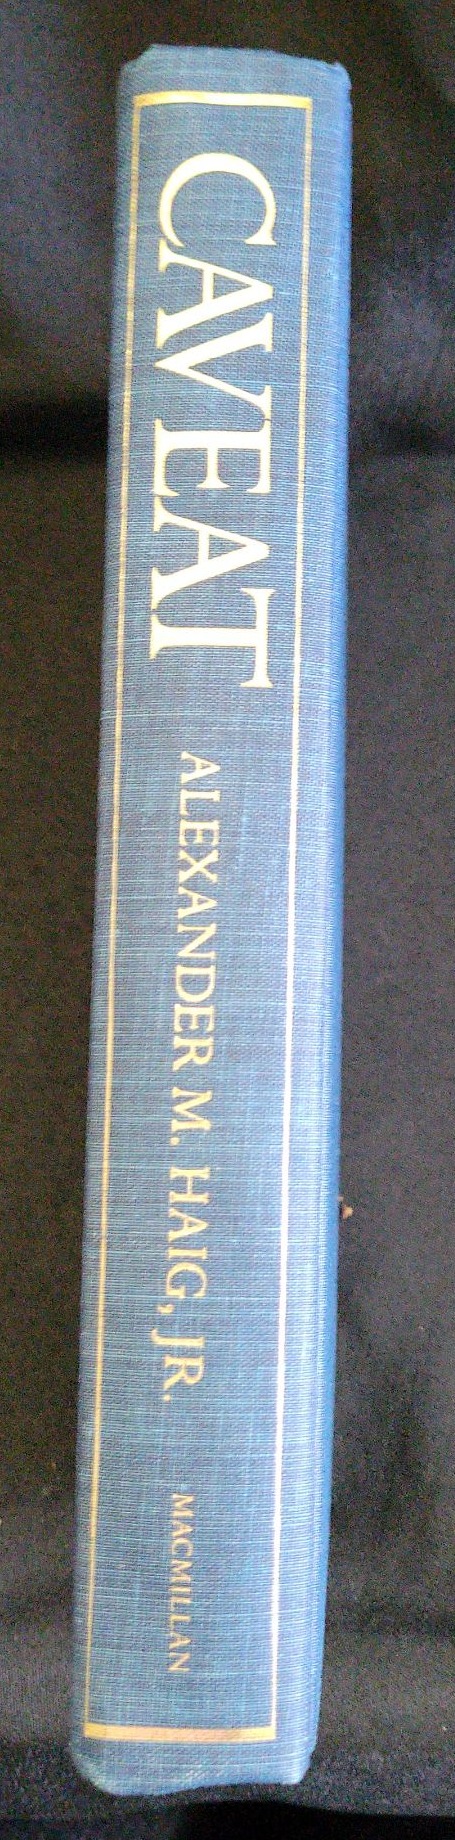 CAVEAT
ALEXANDER M. HAIG, JR.
MACMILLAN